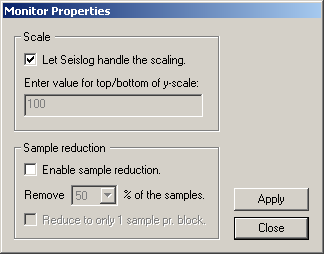 Monitor Properties
Scale
Let Seislog handle the scaling.
Enter value for top/bottom of y-scale:
100
Sample reduction
Enable sample reduction.
Remove 50 % of the samples.
Reduce to only 1 sample pr. block.
Apply
Close